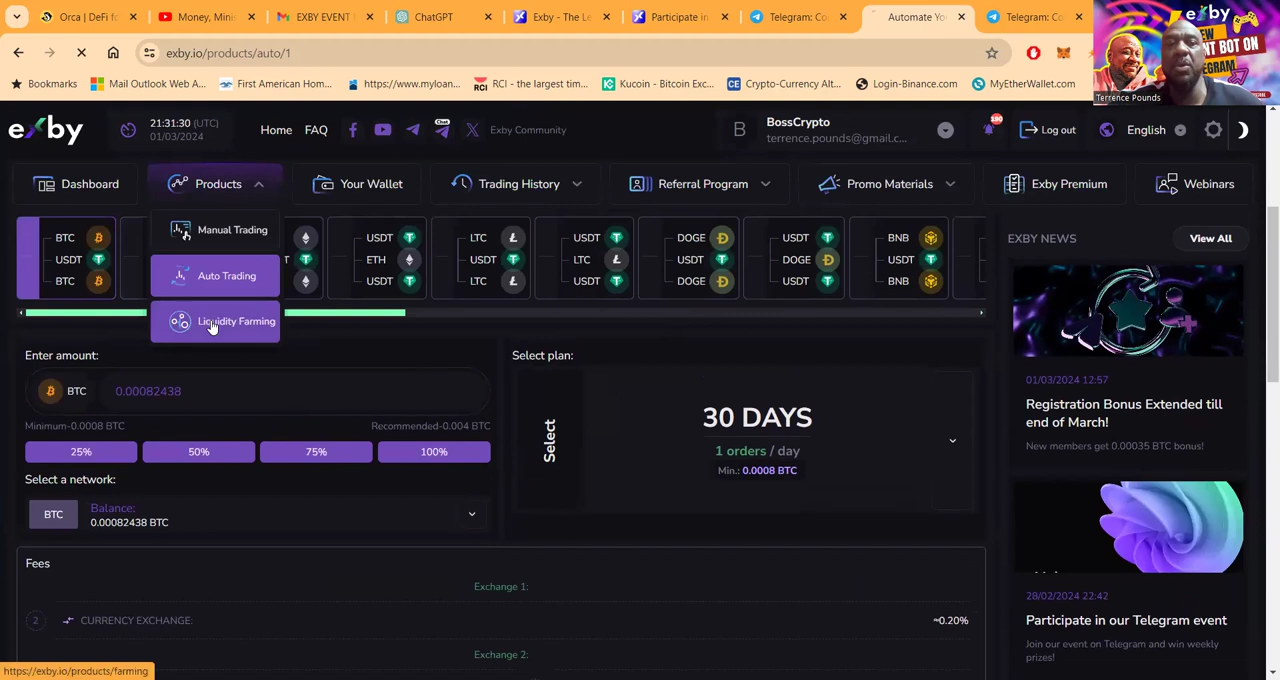 Orca | DeFi fo
Money, Minis
EXBY EVENT
ChatGPT
Exby - The Le
Participate in
Telegram: Co
Automate Yo
Telegram: Co
exby.io/products/auto/1
Bookmarks
Mail Outlook Web A...
First American Hom...
https://www.myloan...
RCI - the largest tim...
Kucoin - Bitcoin Exc...
Crypto-Currency Alt...
Login-Binance.com
MyEtherWallet.com
exby
NEW
NT BOT ON
Terrence Pounds
exby
21:31:30 (UTC)
01/03/2024
Home
FAQ
Chat
Exby Community
B
BossCrypto
terrence.pounds@gmail.c...
190
Log out
English
Dashboard
Products
Your Wallet
Trading History
Referral Program
Promo Materials
Exby Premium
Webinars
Manual Trading
Auto Trading
Liquidity Farming
BTC
USDT
BTC
USDT
ETH
USDT
LTC
USDT
LTC
USDT
LTC
USDT
DOGE
USDT
DOGE
USDT
DOGE
USDT
BNB
USDT
BNB
EXBY NEWS
View All
Enter amount:
BTC
0.00082438
Minimum-0.0008 BTC
Recommended-0.004 BTC
25%
50%
75%
100%
Select a network:
BTC
Balance:
0.00082438 BTC
Select plan:
Select
30 DAYS
1 orders / day
Min.: 0.0008 BTC
Fees
Exchange 1:
2
CURRENCY EXCHANGE:
≈0.20%
Exchange 2:
01/03/2024 12:57
Registration Bonus Extended till
end of March!
New members get 0.00035 BTC bonus!
28/02/2024 22:42
Participate in our Telegram event
Join our event on Telegram and win weekly
prizes!
https://exby.io/products/farming